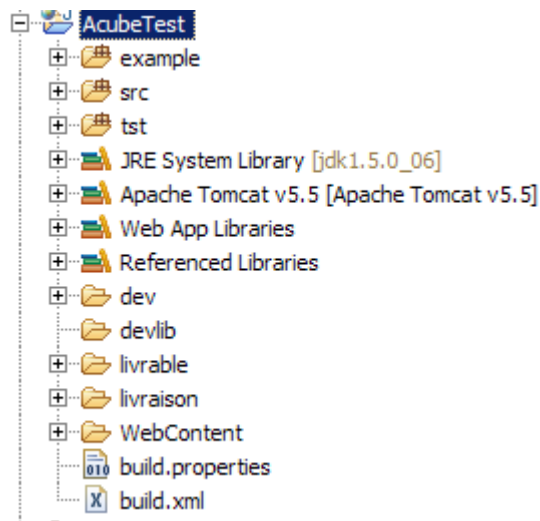 AcubeTest
example
src
tst
JRE System Library [jdk1.5.0_06]
Apache Tomcat v5.5 [Apache Tomcat v5.5]
Web App Libraries
Referenced Libraries
dev
devlib
livrable
livraison
WebContent
build.properties
build.xml